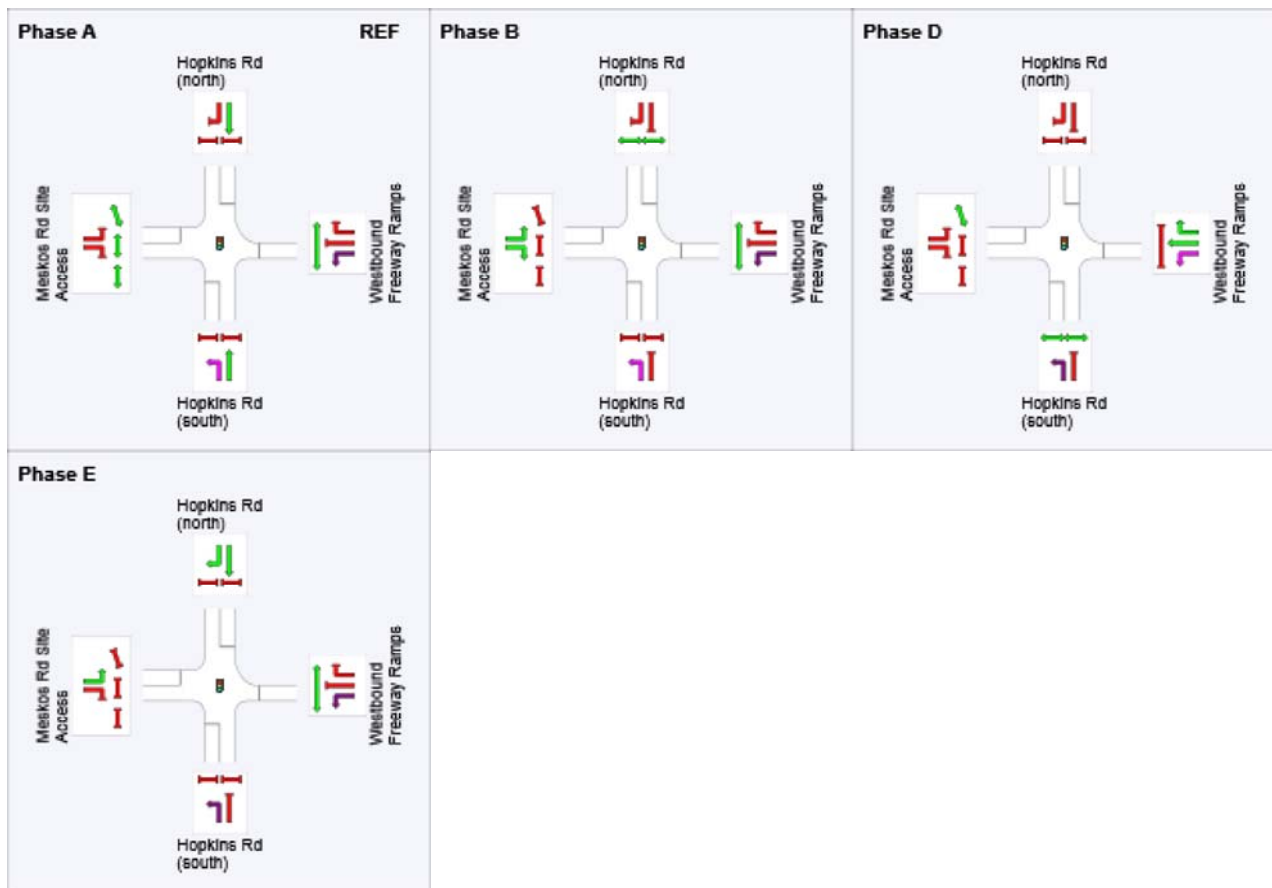 Phase A
REF
Hopkins Rd
(north)
Meskos Rd Site
Access
Westbound
Freeway Ramps
Hopkins Rd
(south)
Phase B
Hopkins Rd
(north)
Meskos Rd Site
Access
Westbound
Freeway Ramps
Hopkins Rd
(south)
Phase D
Hopkins Rd
(north)
Meskos Rd Site
Access
Westbound
Freeway Ramps
Hopkins Rd
(south)
Phase E
Hopkins Rd
(north)
Meskos Rd Site
Access
Westbound
Freeway Ramps
Hopkins Rd
(south)